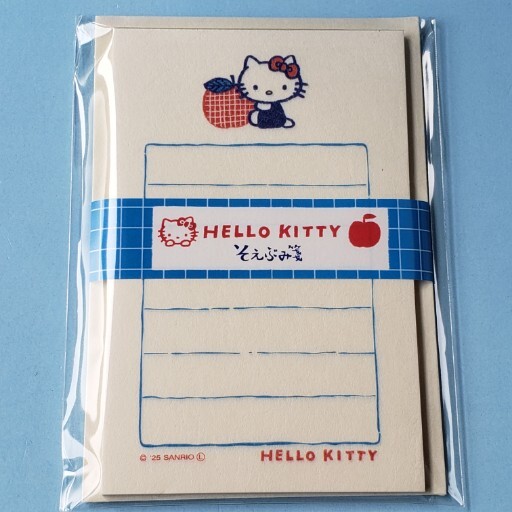 HELLO KITTY
そえぶみ箋
© '25 SANRIO Ⓛ
HELLO KITTY